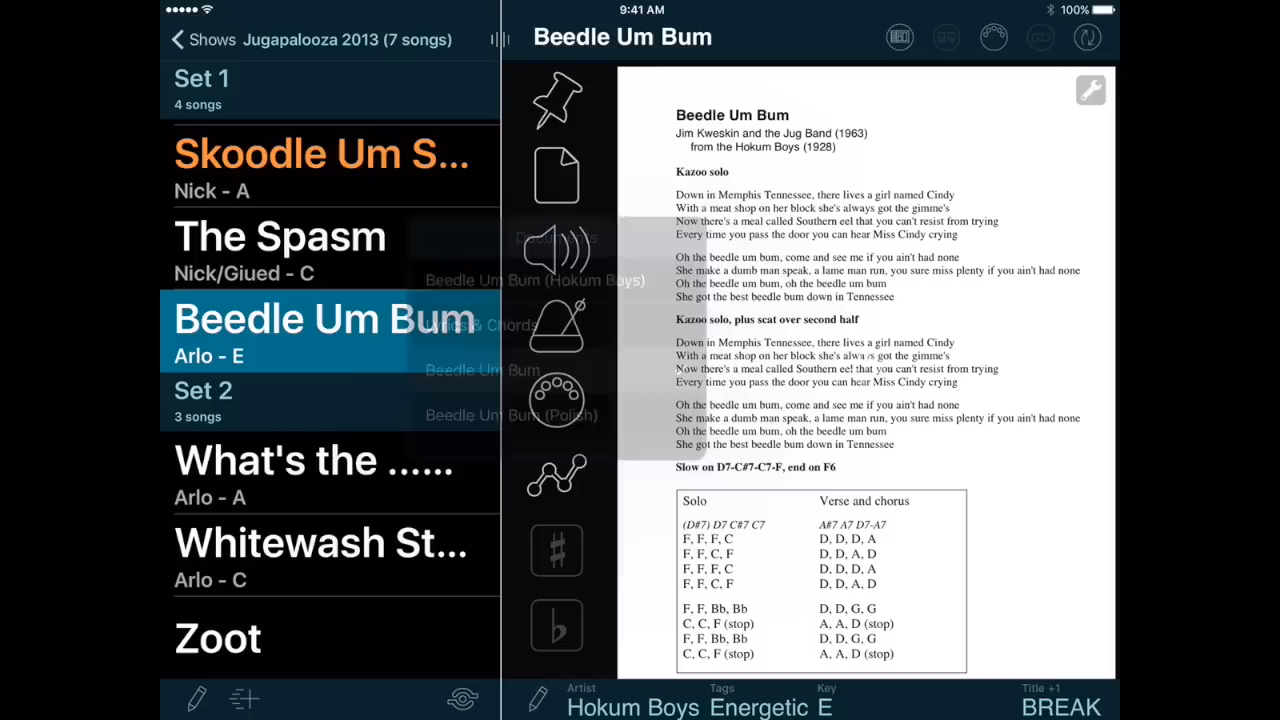 9:41 AM
100%
Shows
Jugapalooza 2013 (7 songs)
Set 1
4 songs
Skoodle Um S...
Nick - A
The Spasm
Nick/Giued - C
Beedle Um Bum
Arlo - E
Set 2
3 songs
What's the ......
Arlo - A
Whitewash St...
Arlo - C
Zoot
Beedle Um Bum
Documents
Beedle Um Bum (Hokum Boys)
Lyrics & Chords
Beedle Um Bum
Beedle Um Bum (Polish)
Beedle Um Bum
Jim Kweskin and the Jug Band (1963)
from the Hokum Boys (1928)
Kazoo solo
Down in Memphis Tennessee, there lives a girl named Cindy
With a meat shop on her block she's always got the gimme's
Now there's a meal called Southern eel that you can't resist from trying
Every time you pass the door you can hear Miss Cindy crying
Oh the beedle um bum, come and see me if you ain't had none
She make a dumb man speak, a lame man run, you sure miss plenty if you ain't had none
Oh the beedle um bum, oh the beedle um bum
She got the best beedle bum down in Tennessee
Kazoo solo, plus scat over second half
Down in Memphis Tennessee, there lives a girl named Cindy
With a meat shop on her block she's always got the gimme's
Now there's a meal called Southern eel that you can't resist from trying
Every time you pass the door you can hear Miss Cindy crying
Oh the beedle um bum, come and see me if you ain't had none
She make a dumb man speak, a lame man run, you sure miss plenty if you ain't had none
Oh the beedle um bum, oh the beedle um bum
She got the best beedle bum down in Tennessee
Slow on D7-C#7-C7-F, end on F6
Solo
(D#7) D7 C#7 C7
F, F, F, C
F, F, C, F
F, F, F, C
F, F, C, F
F, F, Bb, Bb
C, C, F (stop)
F, F, Bb, Bb
C, C, F (stop)
Verse and chorus
A#7 A7 D7-A7
D, D, D, A
D, D, A, D
D, D, D, A
D, D, A, D
D, D, G, G
A, A, D (stop)
D, D, G, G
A, A, D (stop)
Artist
Hokum Boys
Tags
Energetic
Key
E
Title +1
BREAK